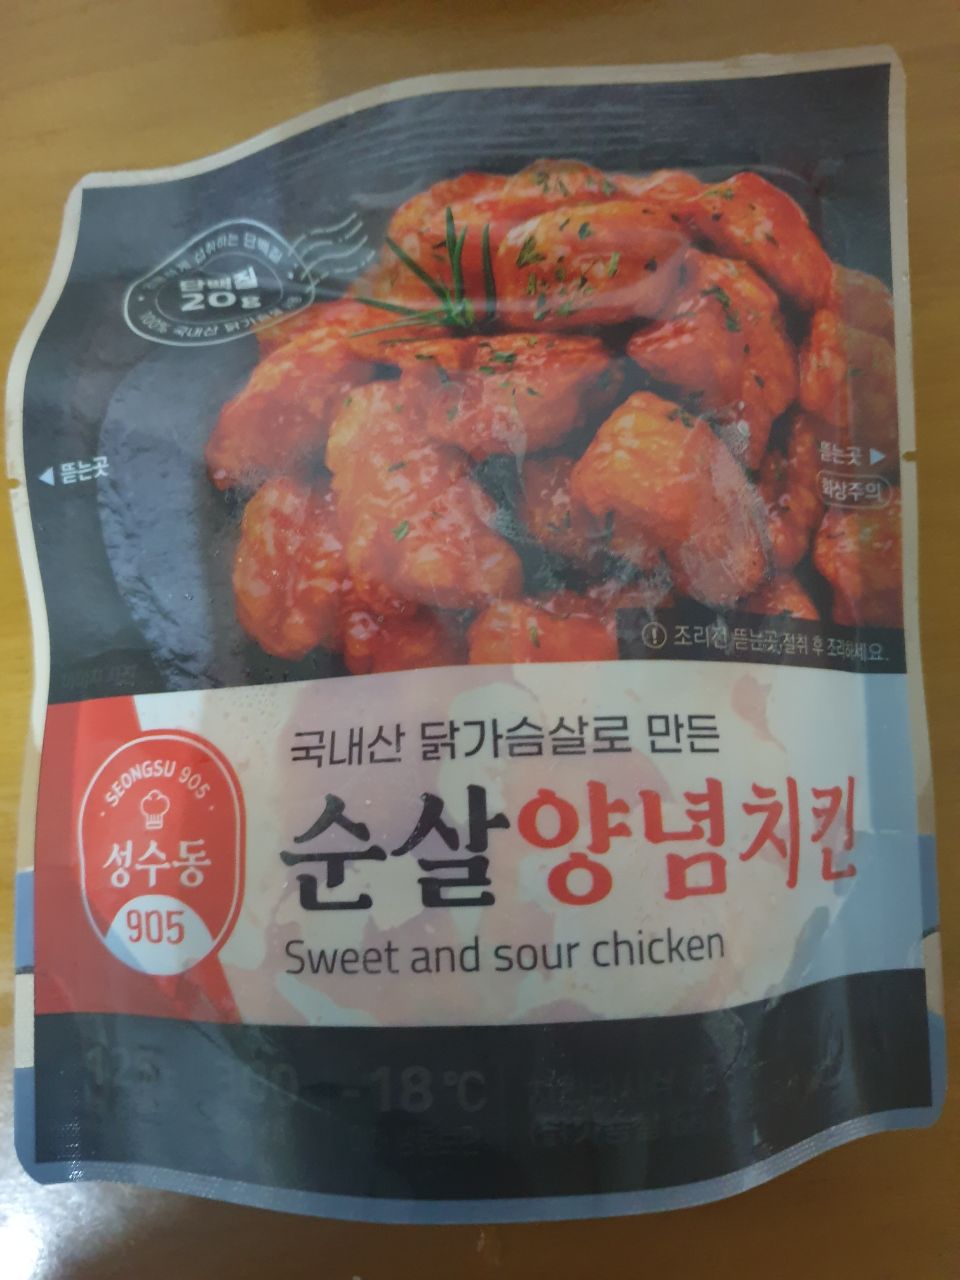 단백질
20g
100% 국내산 닭가슴살
◀ 뜯는곳
뜯는곳 ▶
화상주의
조리전 뜯는곳 절취 후 조리하세요.
국내산 닭가슴살로 만든
순살양념치킨
Sweet and sour chicken
SEONGSU 905
성수동
905
-18℃